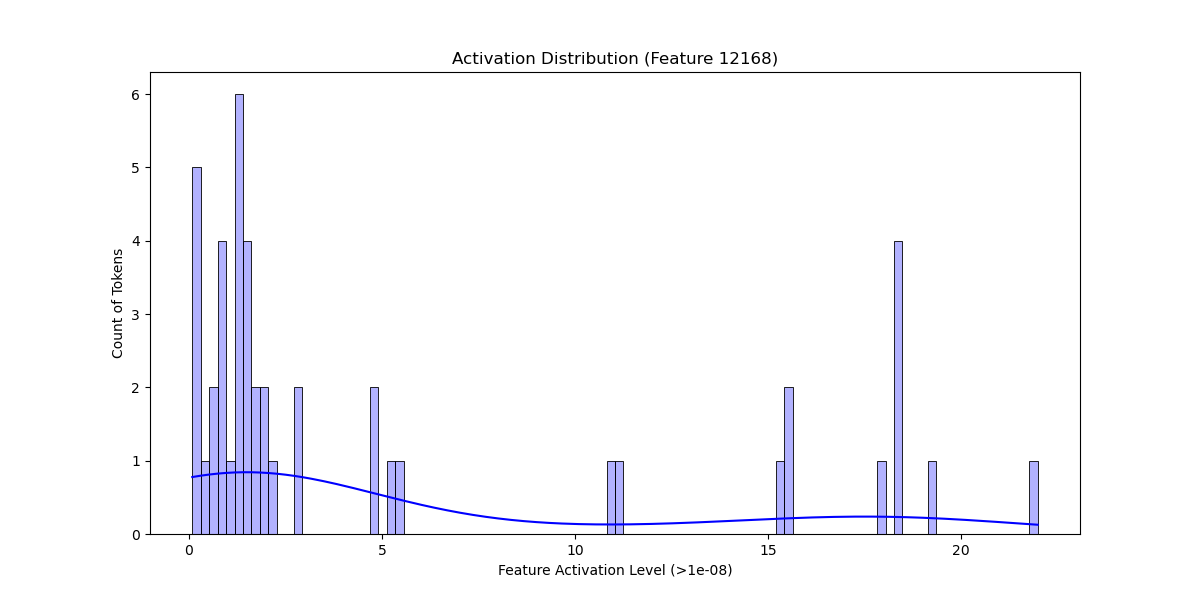 Activation Distribution (Feature 12168)
Count of Tokens
6
5
4
3
2
1
0
0 5 10 15 20
Feature Activation Level (>1e-08)